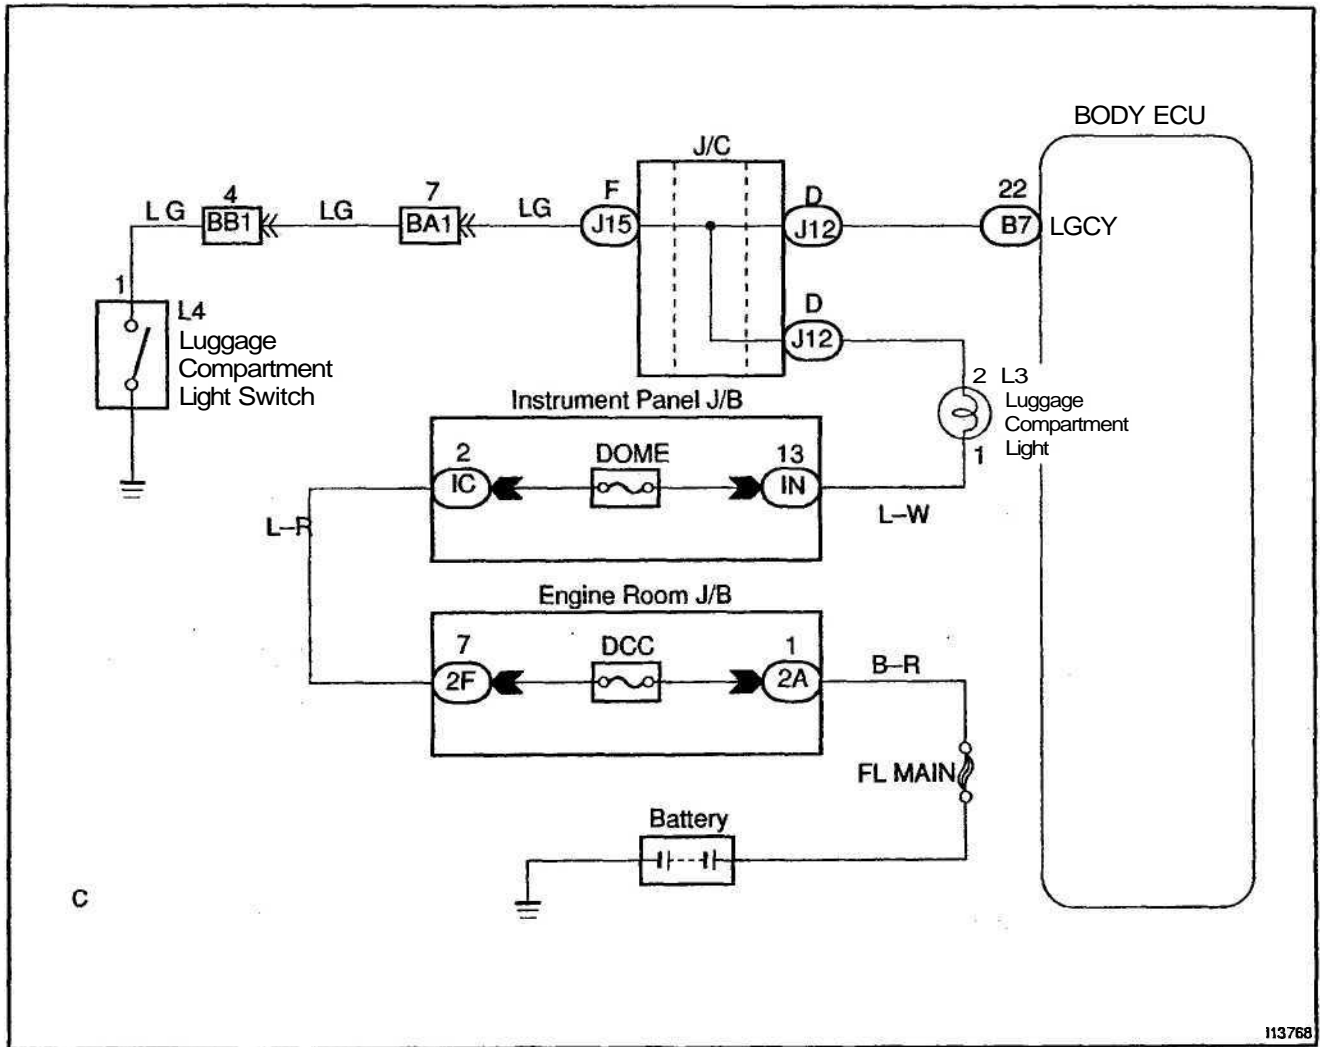 BODY ECU
J/C
4
7
F
D
22
L G
BB1
LG
BA1
LG
J15
J12
B7
LGCY
1
L4
Luggage
Compartment
Light Switch
D
J12
2
L3
Luggage
Compartment
Light
1
Instrument Panel J/B
2
DOME
13
IC
IN
L–R
L–W
Engine Room J/B
7
DCC
1
2F
2A
B–R
FL MAIN
Battery
C
I13768